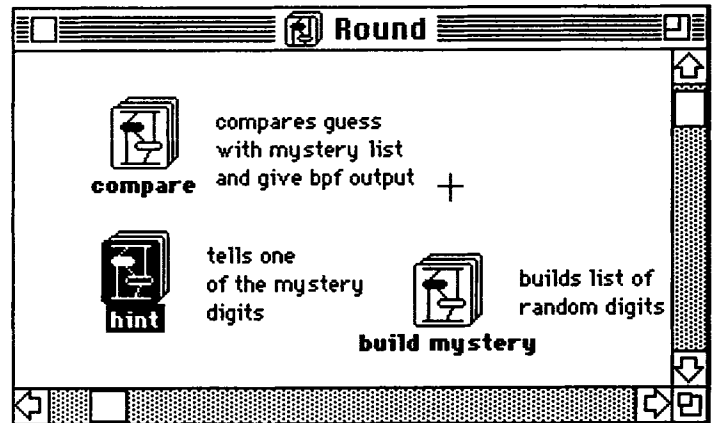 Round
compares guess
with mystery list
and give bpf output
compare
tells one
of the mystery
digits
hint
builds list of
random digits
build mystery